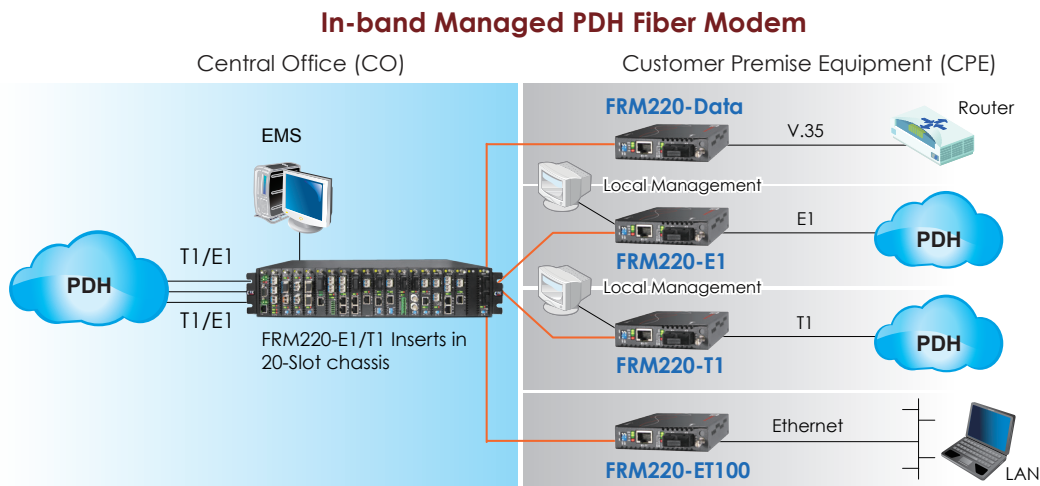 In-band Managed PDH Fiber Modem
Central Office (CO)
Customer Premise Equipment (CPE)
EMS
PDH
T1/E1
T1/E1
FRM220-E1/T1 Inserts in
20-Slot chassis
FRM220-Data
V.35
Router
Local Management
E1
PDH
FRM220-E1
Local Management
T1
PDH
FRM220-T1
Ethernet
FRM220-ET100
LAN